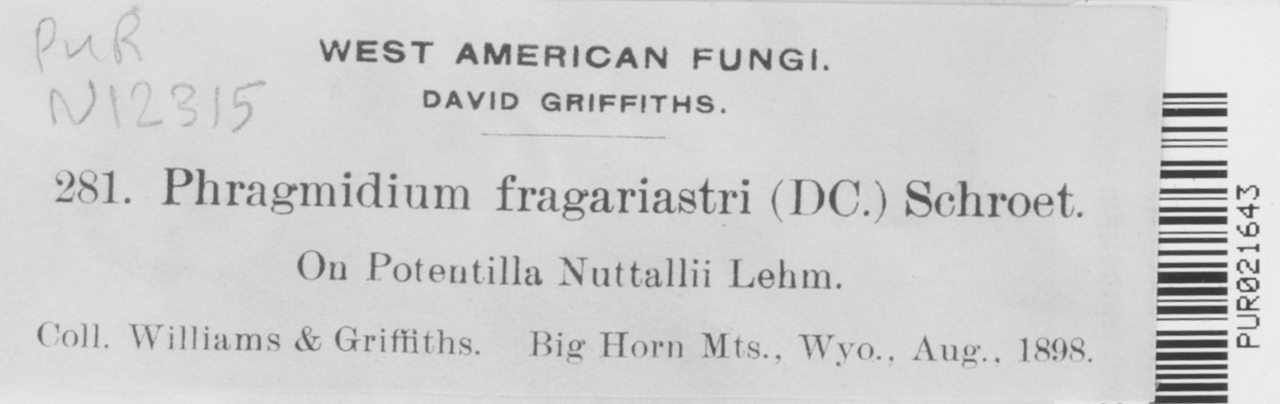 PUR
N12315
WEST AMERICAN FUNGI.
DAVID GRIFFITHS.
281. Phragmidium fragariastri (DC.) Schroet.
On Potentilla Nuttallii Lehm.
Coll. Williams & Griffiths. Big Horn Mts., Wyo., Aug., 1898.
PUR021643